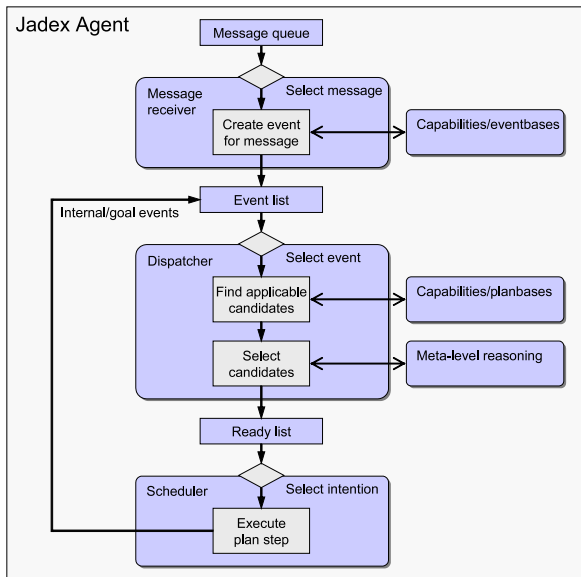 Jadex Agent
Message queue
Message
receiver
Select message
Create event
for message
Capabilities/eventbases
Internal/goal events
Event list
Dispatcher
Select event
Find applicable
candidates
Capabilities/planbases
Select
candidates
Meta-level reasoning
Ready list
Scheduler
Select intention
Execute
plan step